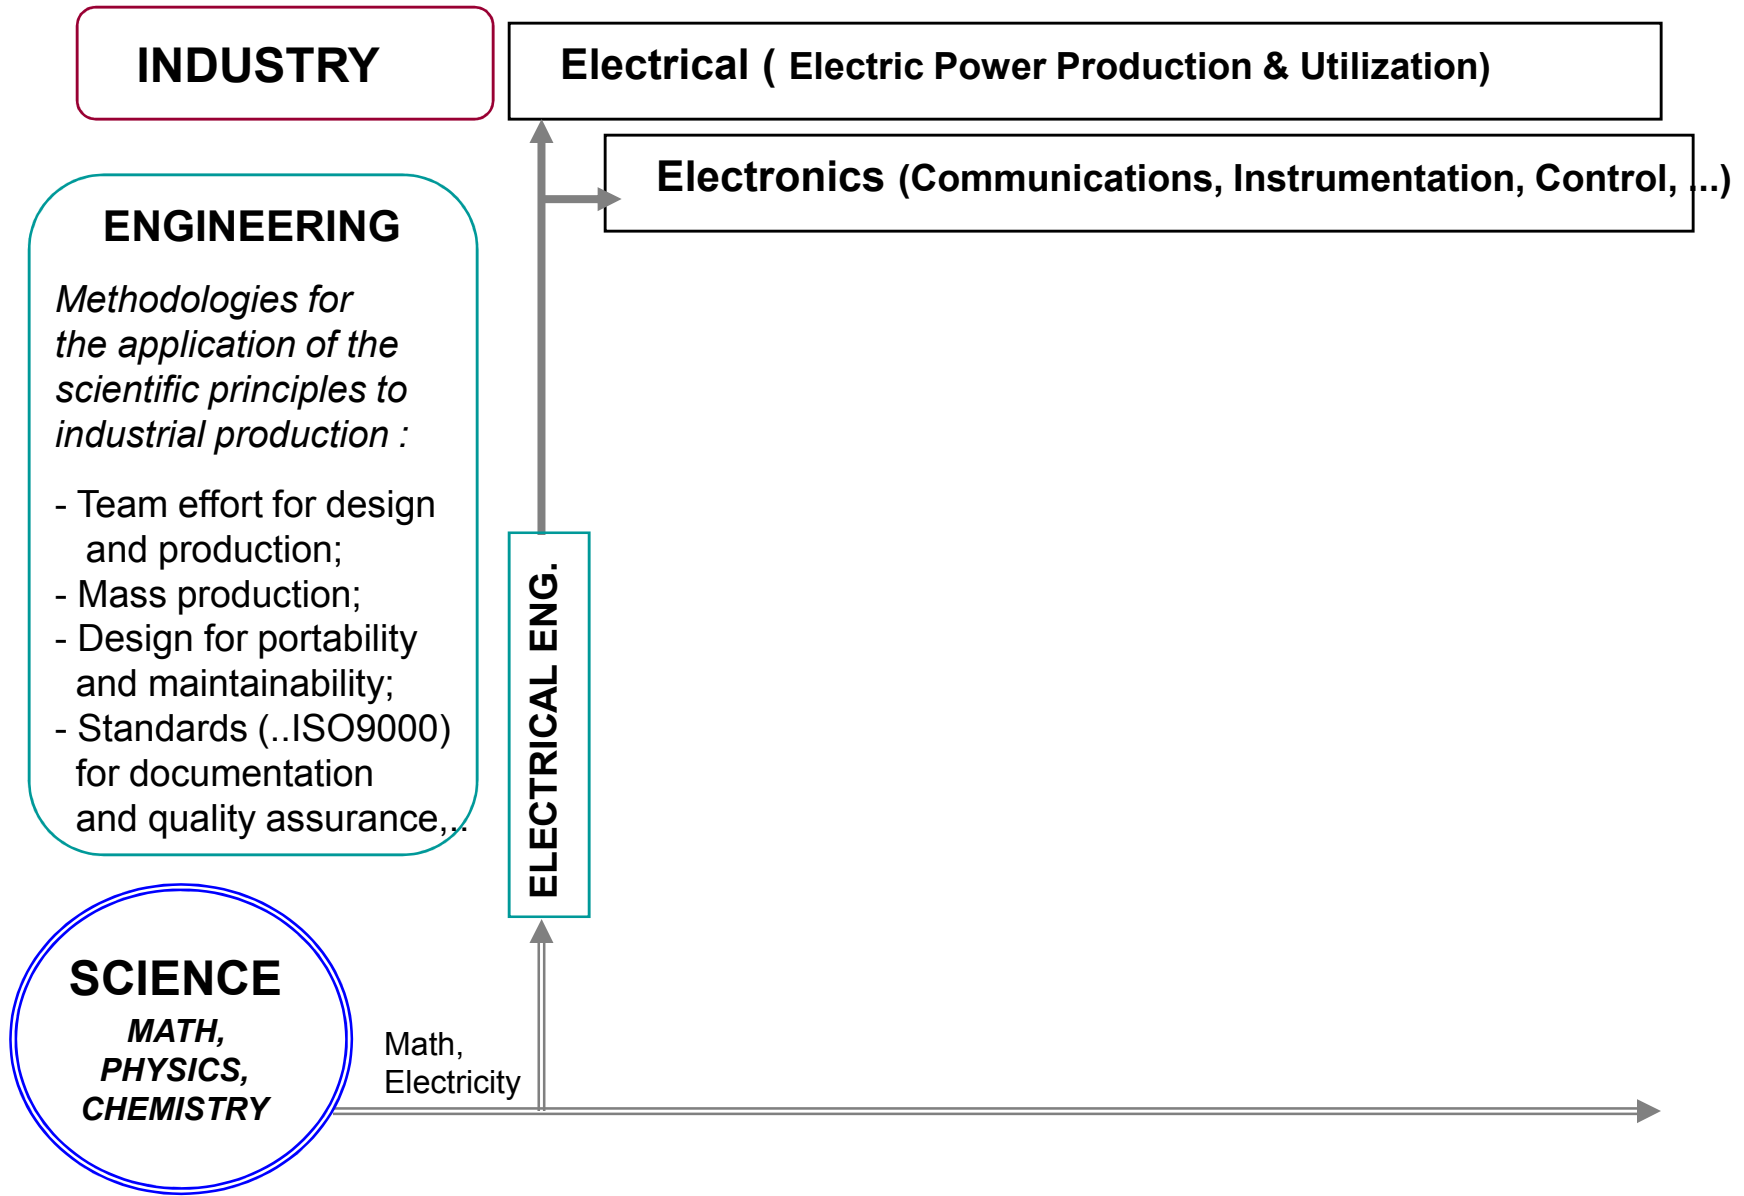 INDUSTRY
Electrical ( Electric Power Production & Utilization)
Electronics (Communications, Instrumentation, Control, ...)
ENGINEERING
Methodologies for
the application of the
scientific principles to
industrial production :
- Team effort for design
and production;
- Mass production;
- Design for portability
and maintainability;
- Standards (..ISO9000)
for documentation
and quality assurance,..
ELECTRICAL ENG.
SCIENCE
MATH,
PHYSICS,
CHEMISTRY
Math,
Electricity